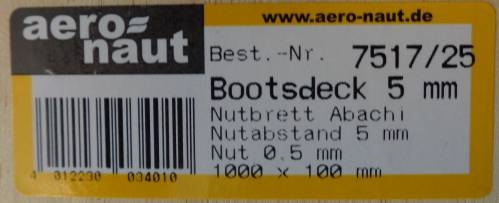 aero-naut
www.aero-naut.de
Best.-Nr. 7517/25
Bootsdeck 5 mm
Nutbrett Abachi
Nutabstand 5 mm
Nut 0.5 mm
1000 x 100 mm
4 012230 034010